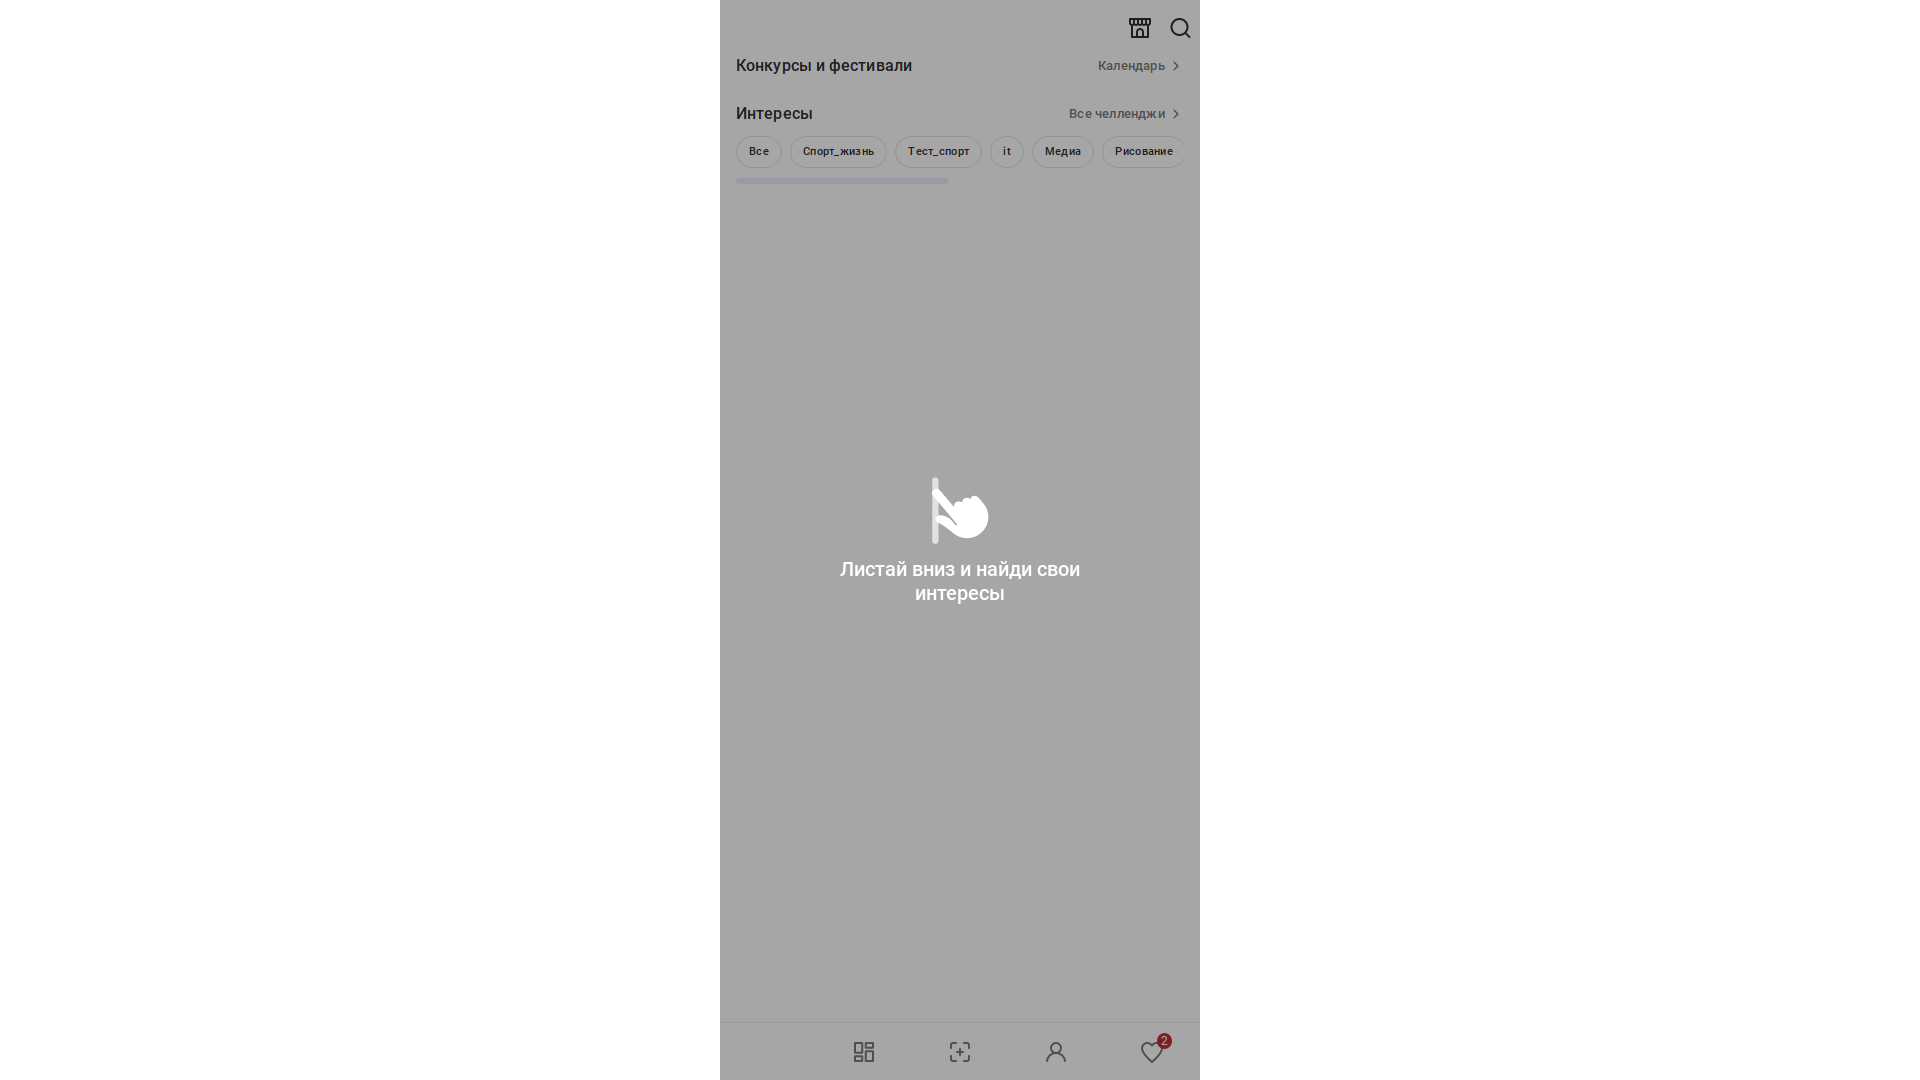 Конкурсы и фестивали
Календарь
Интересы
Все челленджи
Все Спорт_жизнь Тест_спорт it Медиа Рисование
Листай вниз и найди свои
интересы
2